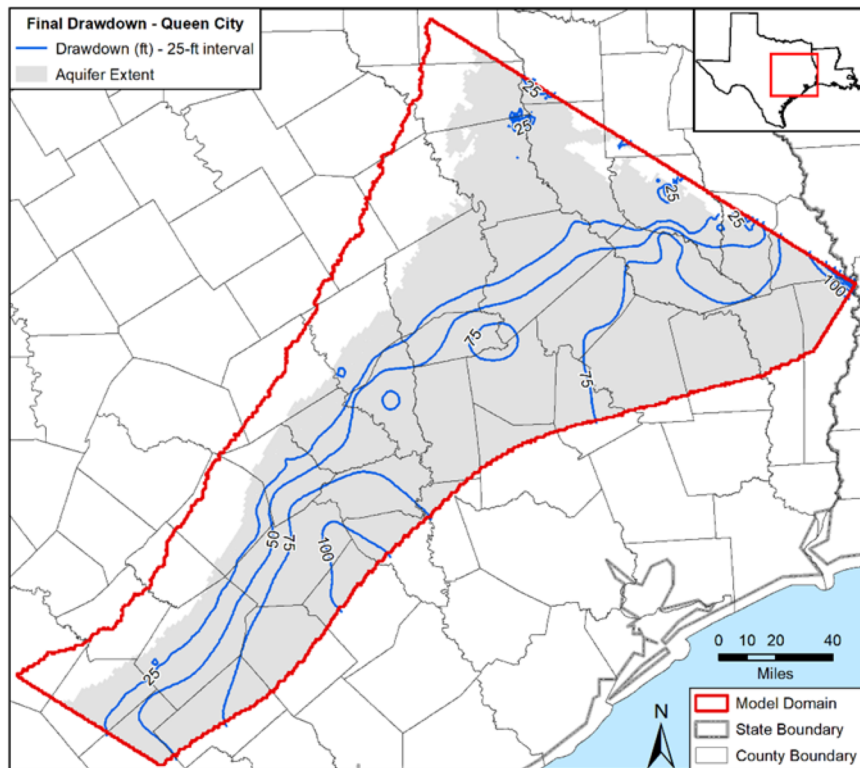 Final Drawdown - Queen City
Drawdown (ft) - 25-ft interval
Aquifer Extent
25
25
25
25
100
75
75
50
75
100
25
0 10 20 40
Miles
N
Model Domain
State Boundary
County Boundary